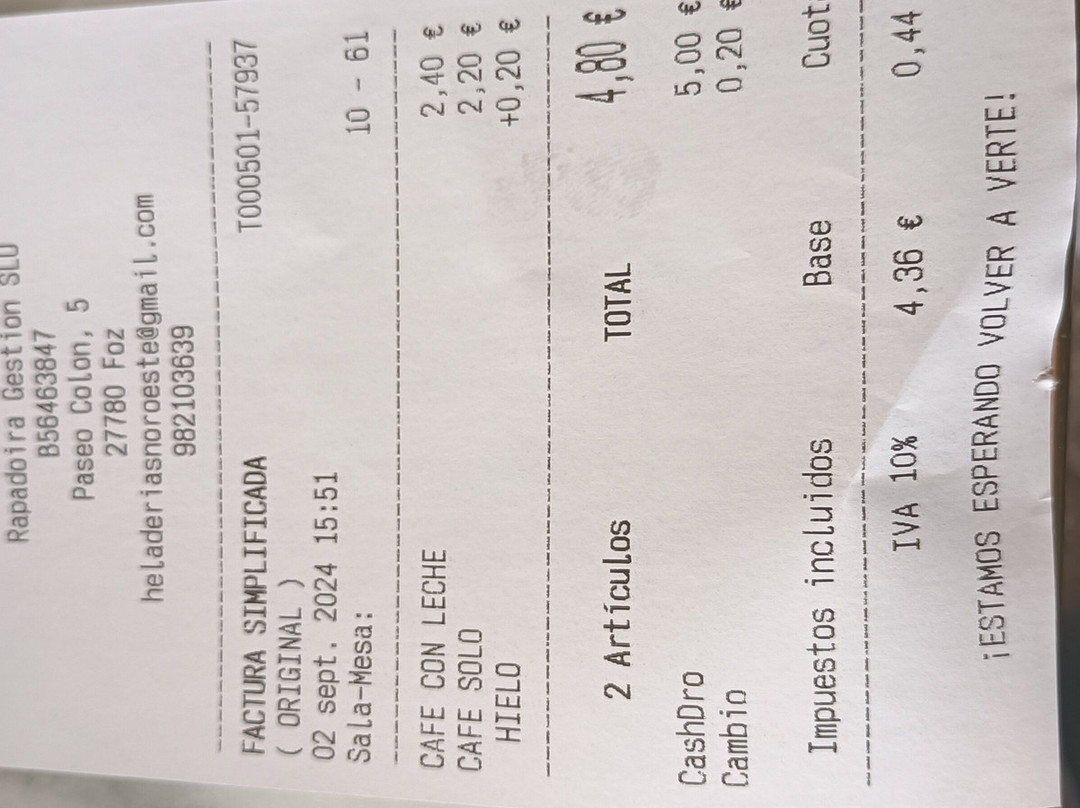 Rapadoira Gestion SLU
B56463847
Paseo Colon, 5
27780 Foz
heladeriasnoroeste@gmail.com
982103639
FACTURA SIMPLIFICADA T000501-57937
( ORIGINAL )
02 sept. 2024 15:51
Sala-Mesa: 10 - 61
CAFE CON LECHE 2,40 €
CAFE SOLO 2,20 €
HIELO +0,20 €
2 Artículos TOTAL 4,80 €
CashDro 5,00 €
Cambio 0,20 €
Impuestos incluidos Base Cuot
IVA 10% 4,36 € 0,44
¡ESTAMOS ESPERANDO VOLVER A VERTE!